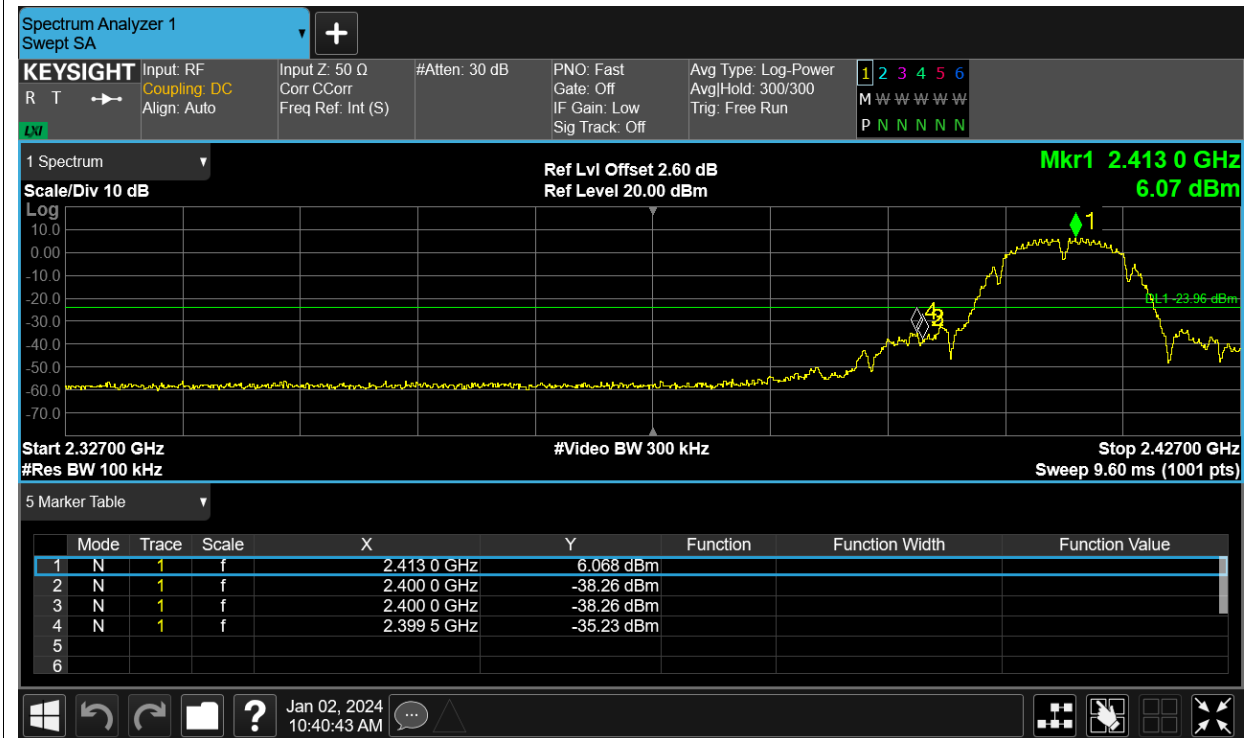 Spectrum Analyzer 1
Swept SA
+
KEYSIGHT
R T
LXI
Input: RF
Coupling: DC
Align: Auto
Input Z: 50 Ω
Corr CCorr
Freq Ref: Int (S)
#Atten: 30 dB
PNO: Fast
Gate: Off
IF Gain: Low
Sig Track: Off
Avg Type: Log-Power
Avg|Hold: 300/300
Trig: Free Run
1 2 3 4 5 6
M W W W W W
P N N N N N
1 Spectrum
Scale/Div 10 dB
Ref Lvl Offset 2.60 dB
Ref Level 20.00 dBm
Mkr1 2.413 0 GHz
6.07 dBm
Log
10.0
0.00
-10.0
-20.0
-30.0
-40.0
-50.0
-60.0
-70.0
1
4
DL1 -23.96 dBm
Start 2.32700 GHz
#Video BW 300 kHz
Stop 2.42700 GHz
#Res BW 100 kHz
Sweep 9.60 ms (1001 pts)
5 Marker Table
Mode Trace Scale X Y Function Function Width Function Value
1 N 1 f 2.413 0 GHz 6.068 dBm
2 N 1 f 2.400 0 GHz -38.26 dBm
3 N 1 f 2.400 0 GHz -38.26 dBm
4 N 1 f 2.399 5 GHz -35.23 dBm
5
6
?
Jan 02, 2024
10:40:43 AM